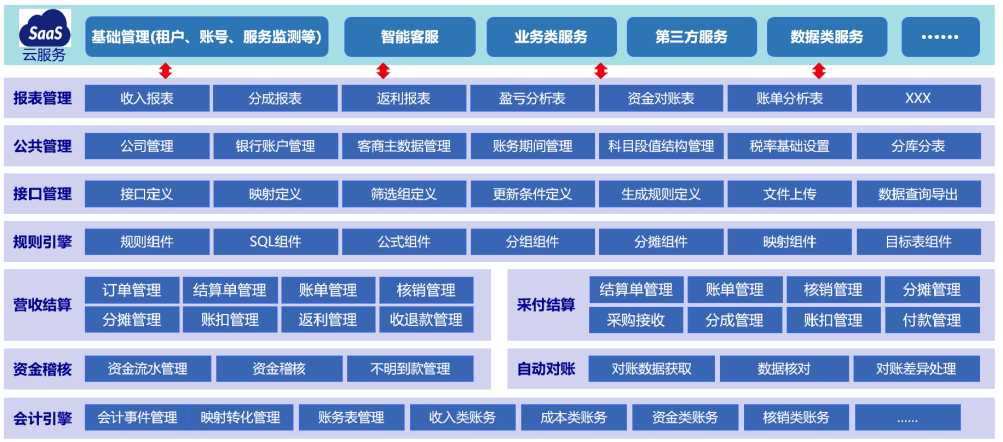 SaaS
云服务
基础管理(租户、账号、服务监测等) 智能客服 业务类服务 第三方服务 数据类服务 ······
报表管理 收入报表 分成报表 返利报表 盈亏分析表 资金对账表 账单分析表 XXX
公共管理 公司管理 银行账户管理 客商主数据管理 账务期间管理 科目段值结构管理 税率基础设置 分库分表
接口管理 接口定义 映射定义 筛选组定义 更新条件定义 生成规则定义 文件上传 数据查询导出
规则引擎 规则组件 SQL组件 公式组件 分组组件 分摊组件 映射组件 目标表组件
营收结算
订单管理 结算单管理 账单管理 核销管理
分摊管理 账扣管理 返利管理 收退款管理
采付结算
结算单管理 账单管理 核销管理 分摊管理
采购接收 分成管理 账扣管理 付款管理
资金稽核 资金流水管理 资金稽核 不明到款管理
自动对账 对账数据获取 数据核对 对账差异处理
会计引擎 会计事件管理 映射转化管理 账务表管理 收入类账务 成本类账务 资金类账务 核销类账务 ......